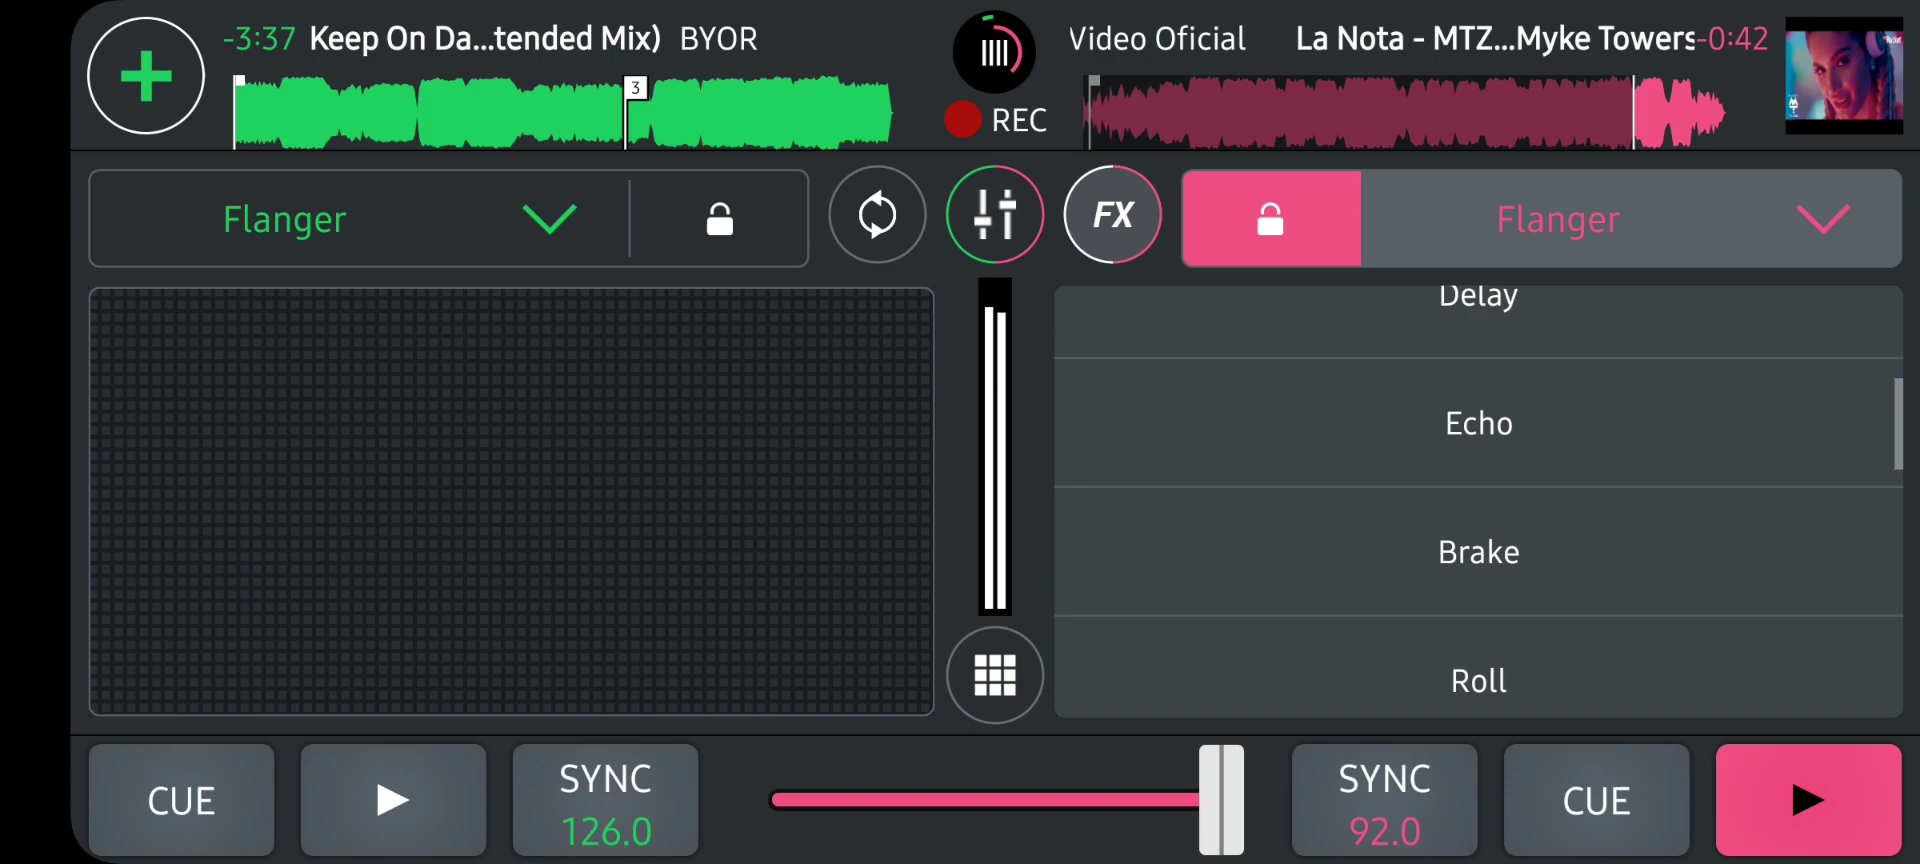 -3:37 Keep On Da...tended Mix) BYOR
Video Oficial La Nota - MTZ...Myke Towers -0:42
3
REC
Flanger
FX
Flanger
Delay
Echo
Brake
Roll
CUE
SYNC
126.0
SYNC
92.0
CUE